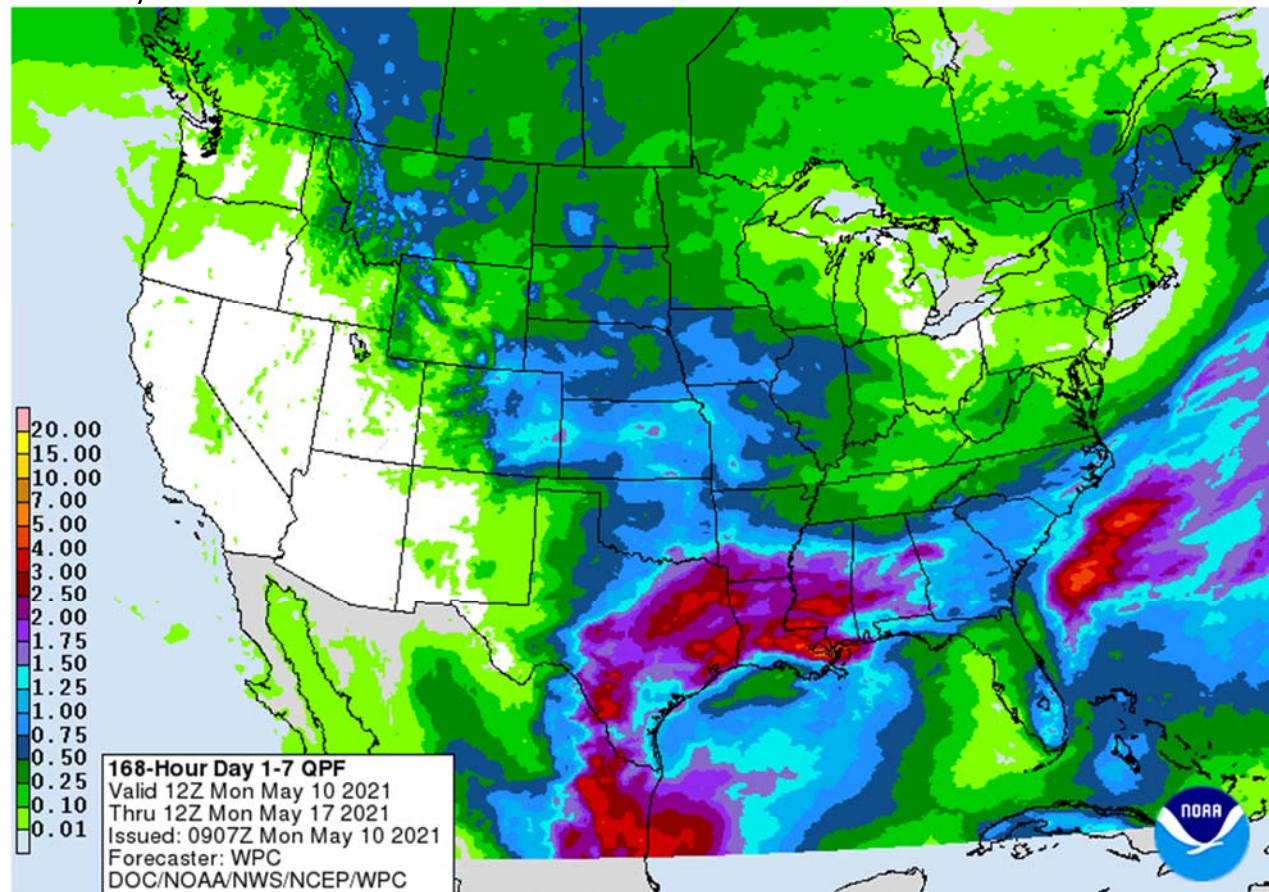 20.00
15.00
10.00
7.00
5.00
4.00
3.00
2.50
2.00
1.75
1.50
1.25
1.00
0.75
0.50
0.25
0.10
0.01
168-Hour Day 1-7 QPF
Valid 12Z Mon May 10 2021
Thru 12Z Mon May 17 2021
Issued: 0907Z Mon May 10 2021
Forecaster: WPC
DOC/NOAA/NWS/NCEP/WPC
NOAA